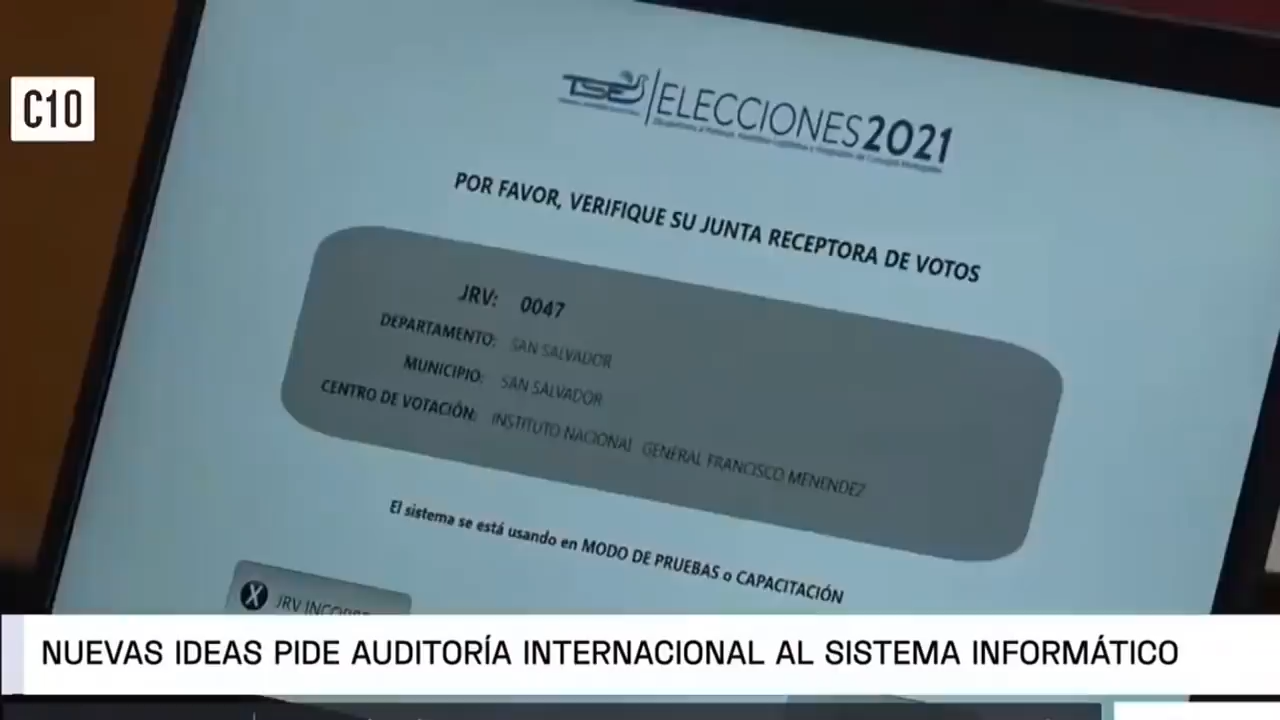 C10
TSE
ELECCIONES2021
POR FAVOR, VERIFIQUE SU JUNTA RECEPTORA DE VOTOS
JRV: 0047
DEPARTAMENTO: SAN SALVADOR
MUNICIPIO: SAN SALVADOR
CENTRO DE VOTACIÓN: INSTITUTO NACIONAL GENERAL FRANCISCO MENENDEZ
El sistema se está usando en MODO DE PRUEBAS o CAPACITACIÓN
X JRV
NUEVAS IDEAS PIDE AUDITORÍA INTERNACIONAL AL SISTEMA INFORMÁTICO